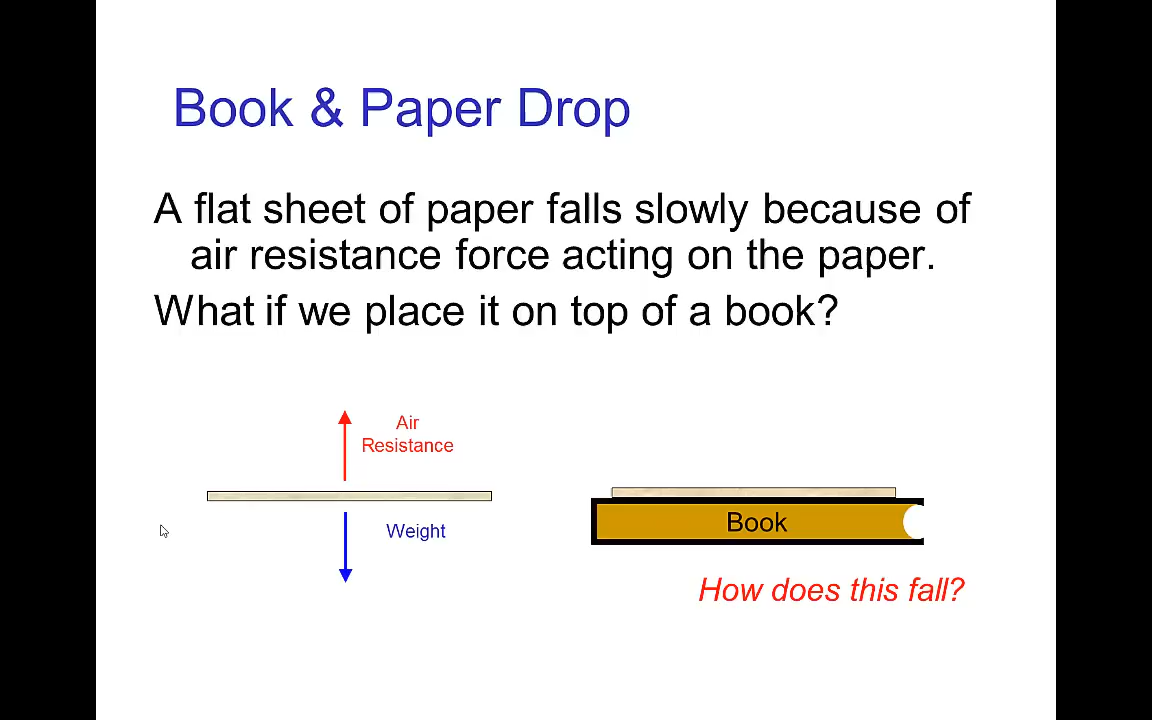 Book & Paper Drop
A flat sheet of paper falls slowly because of
air resistance force acting on the paper.
What if we place it on top of a book?
Air
Resistance
Weight
Book
How does this fall?